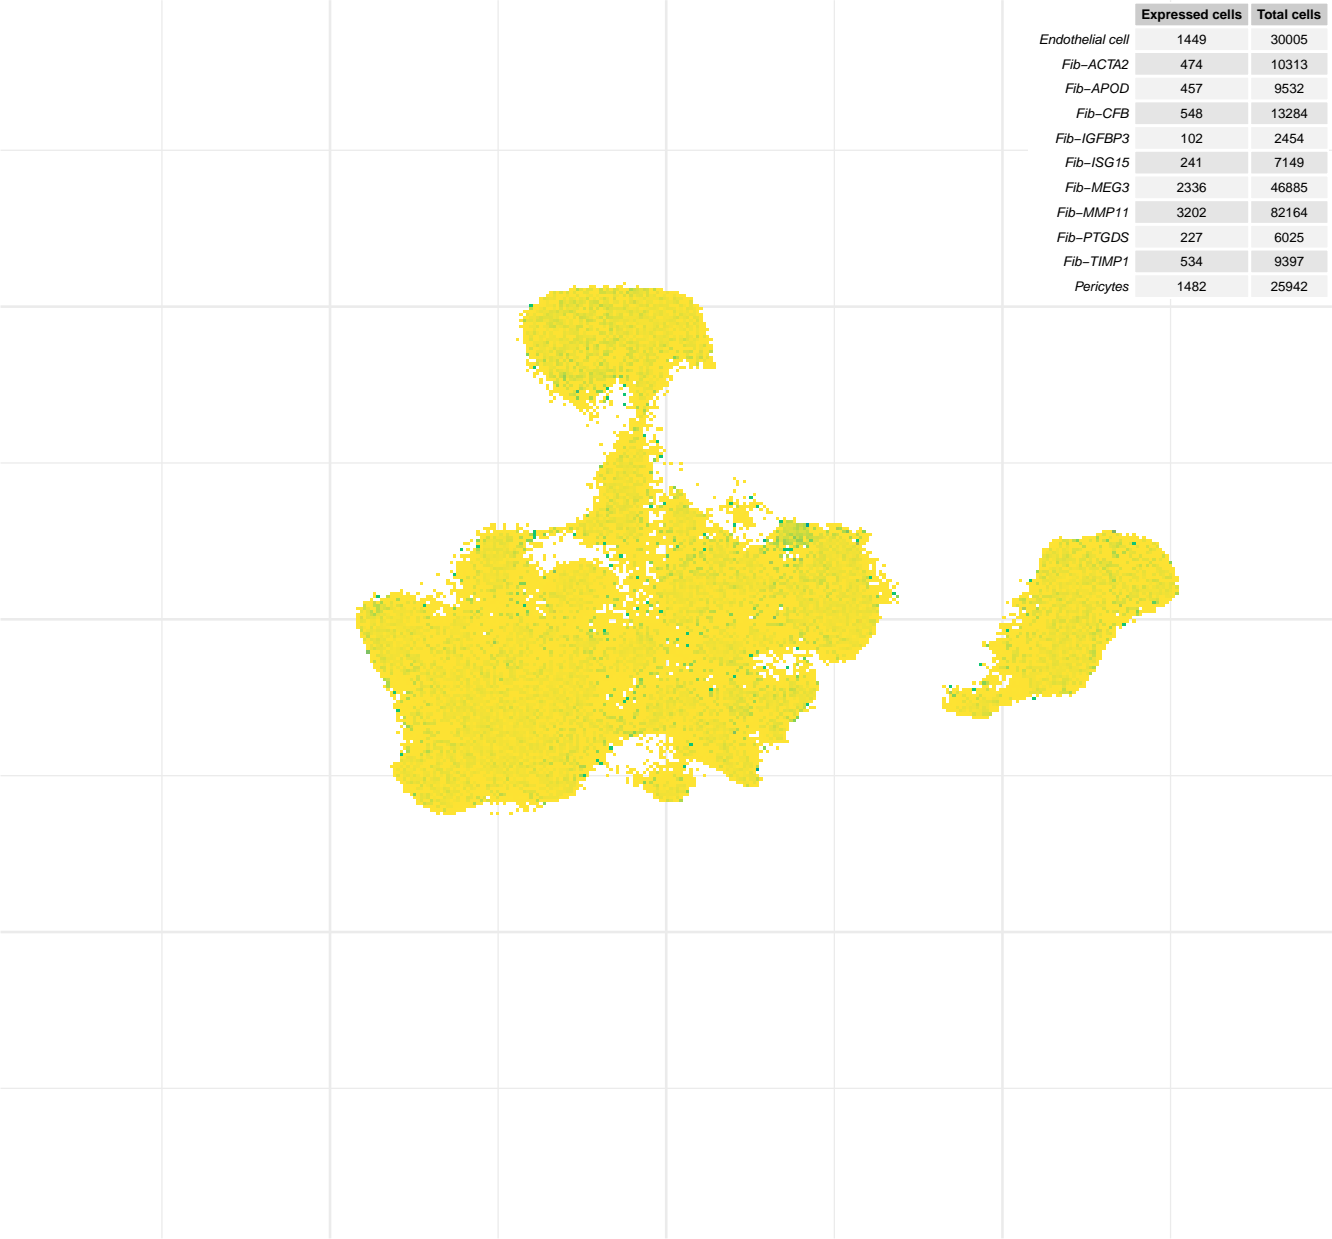 Expressed cells Total cells
Endothelial cell 1449 30005
Fib−ACTA2 474 10313
Fib−APOD 457 9532
Fib−CFB 548 13284
Fib−IGFBP3 102 2454
Fib−ISG15 241 7149
Fib−MEG3 2336 46885
Fib−MMP11 3202 82164
Fib−PTGDS 227 6025
Fib−TIMP1 534 9397
Pericytes 1482 25942